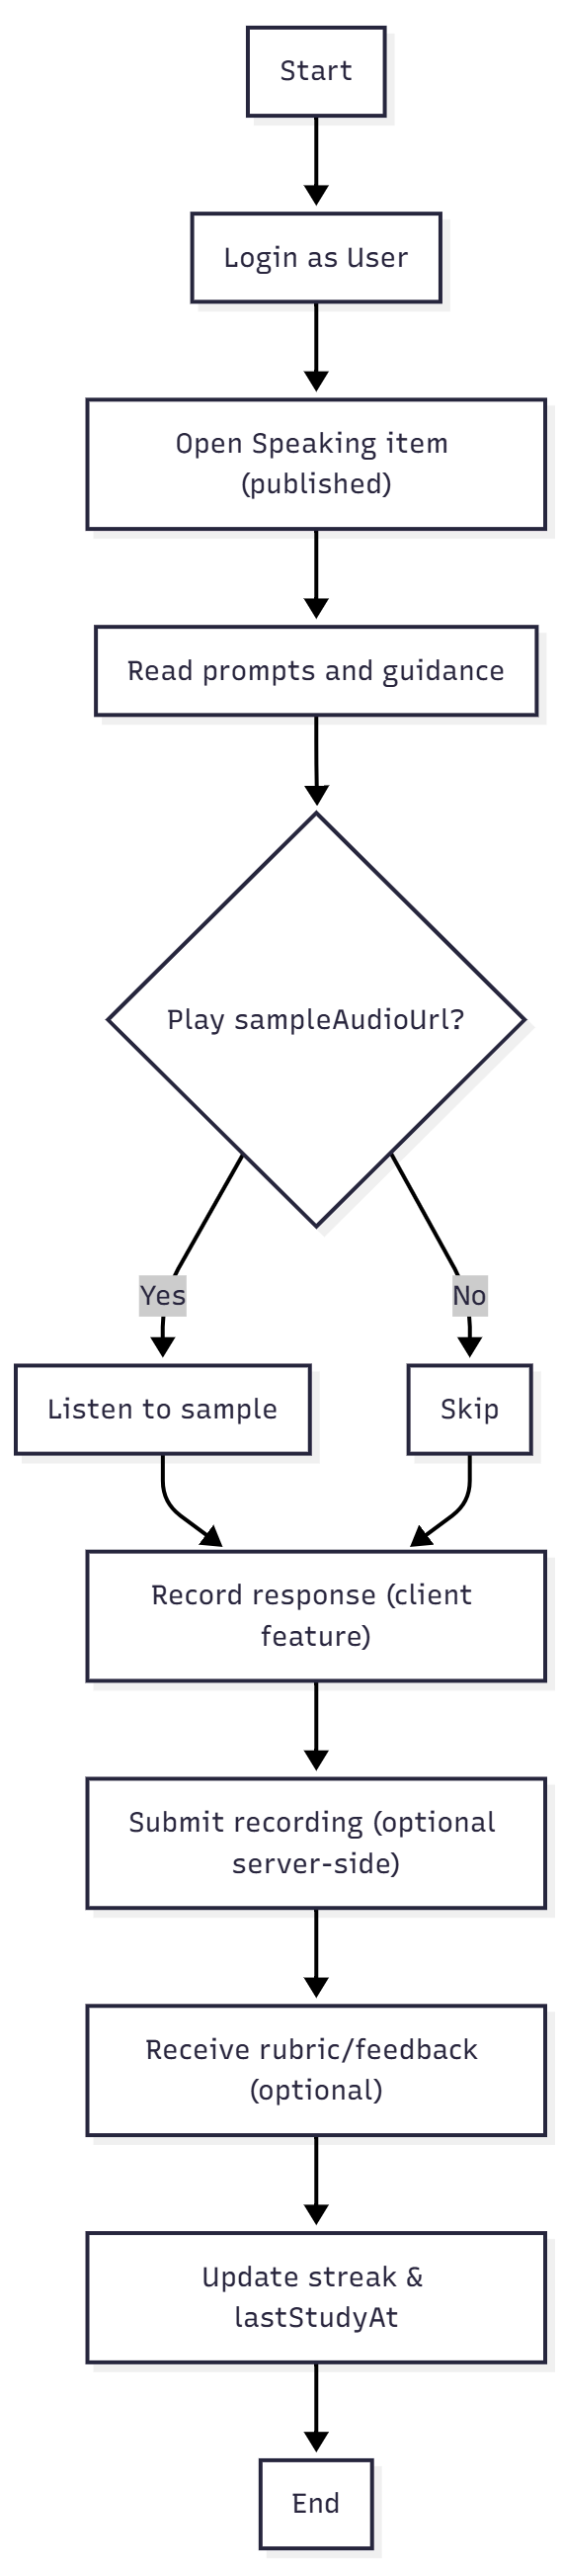 Start
Login as User
Open Speaking item
(published)
Read prompts and guidance
Play sampleAudioUrl?
Yes
No
Listen to sample
Skip
Record response (client
feature)
Submit recording (optional
server-side)
Receive rubric/feedback
(optional)
Update streak &
lastStudyAt
End